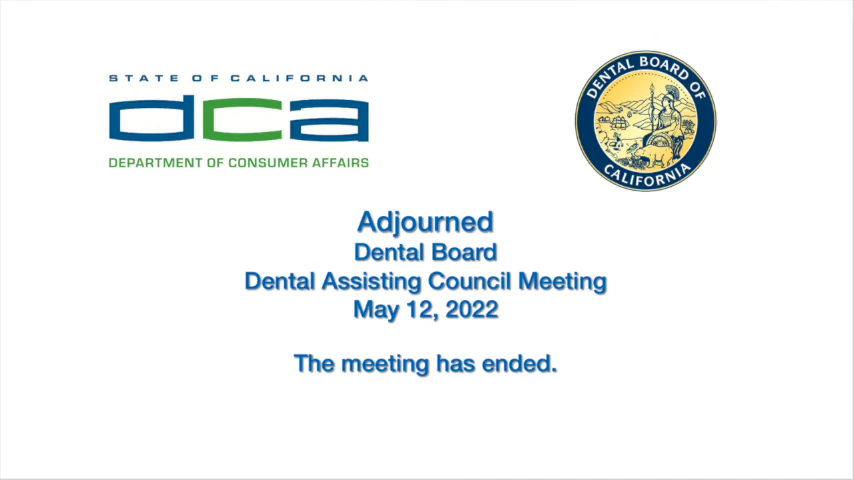 STATE OF CALIFORNIA
dca
DEPARTMENT OF CONSUMER AFFAIRS
DENTAL BOARD OF
CALIFORNIA
Adjourned
Dental Board
Dental Assisting Council Meeting
May 12, 2022
The meeting has ended.